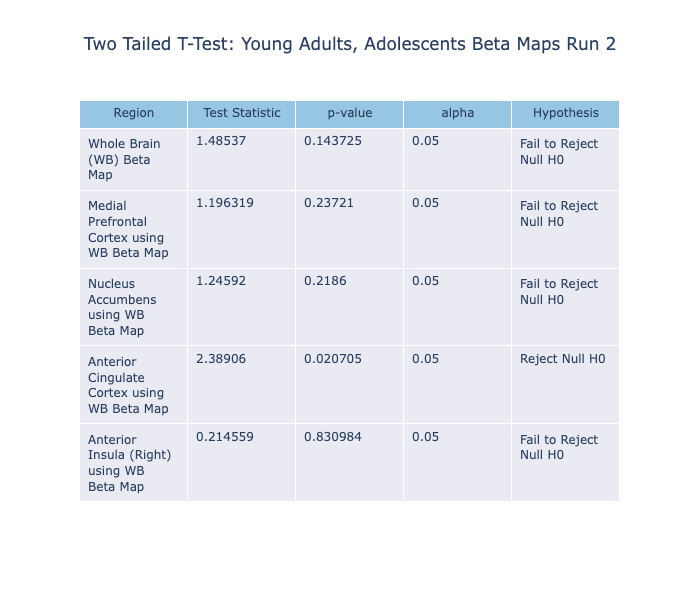 Two Tailed T-Test: Young Adults, Adolescents Beta Maps Run 2
Region Test Statistic p-value alpha Hypothesis
Whole Brain 1.48537 0.143725 0.05 Fail to Reject
(WB) Beta Null H0
Map
Medial 1.196319 0.23721 0.05 Fail to Reject
Prefrontal Null H0
Cortex using
WB Beta Map
Nucleus 1.24592 0.2186 0.05 Fail to Reject
Accumbens Null H0
using WB
Beta Map
Anterior 2.38906 0.020705 0.05 Reject Null H0
Cingulate
Cortex using
WB Beta Map
Anterior 0.214559 0.830984 0.05 Fail to Reject
Insula (Right) Null H0
using WB
Beta Map